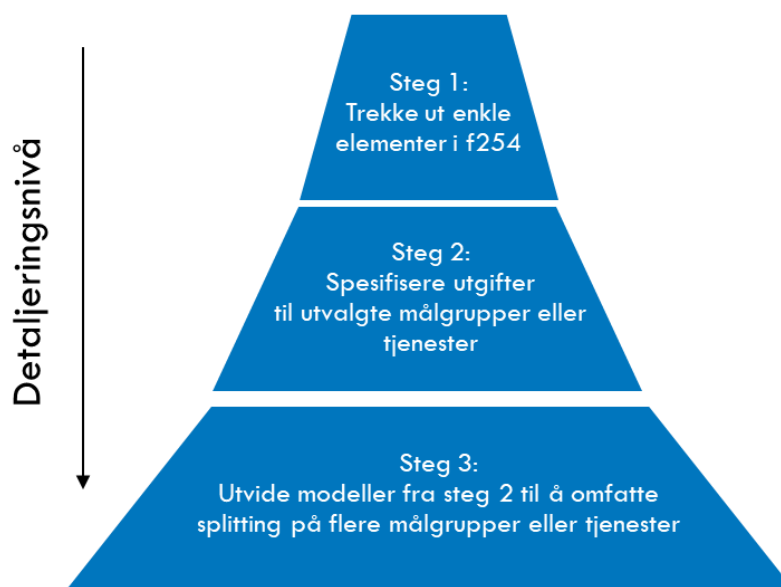 Detaljeringsnivå
Steg 1:
Trekke ut enkle
elementer i f254
Steg 2:
Spesifisere utgifter
til utvalgte målgrupper eller
tjenester
Steg 3:
Utvide modeller fra steg 2 til å omfatte
splitting på flere målgrupper eller tjenester